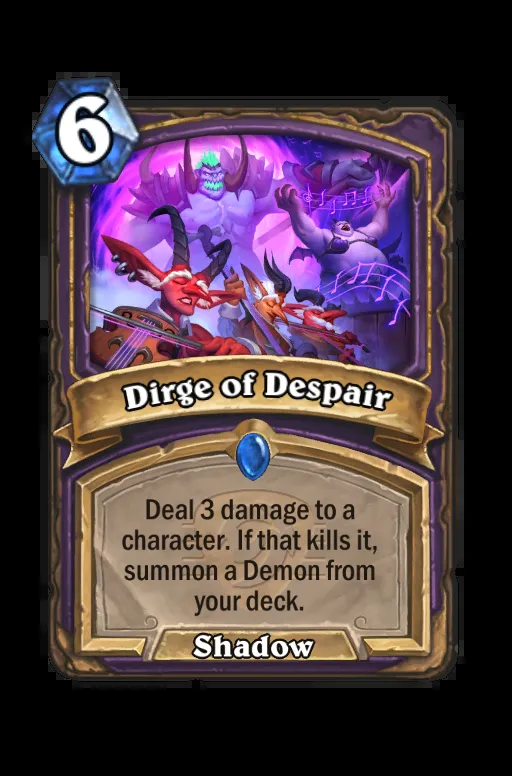 6
Dirge of Despair
Deal 3 damage to a
character. If that kills it,
summon a Demon from
your deck.
Shadow